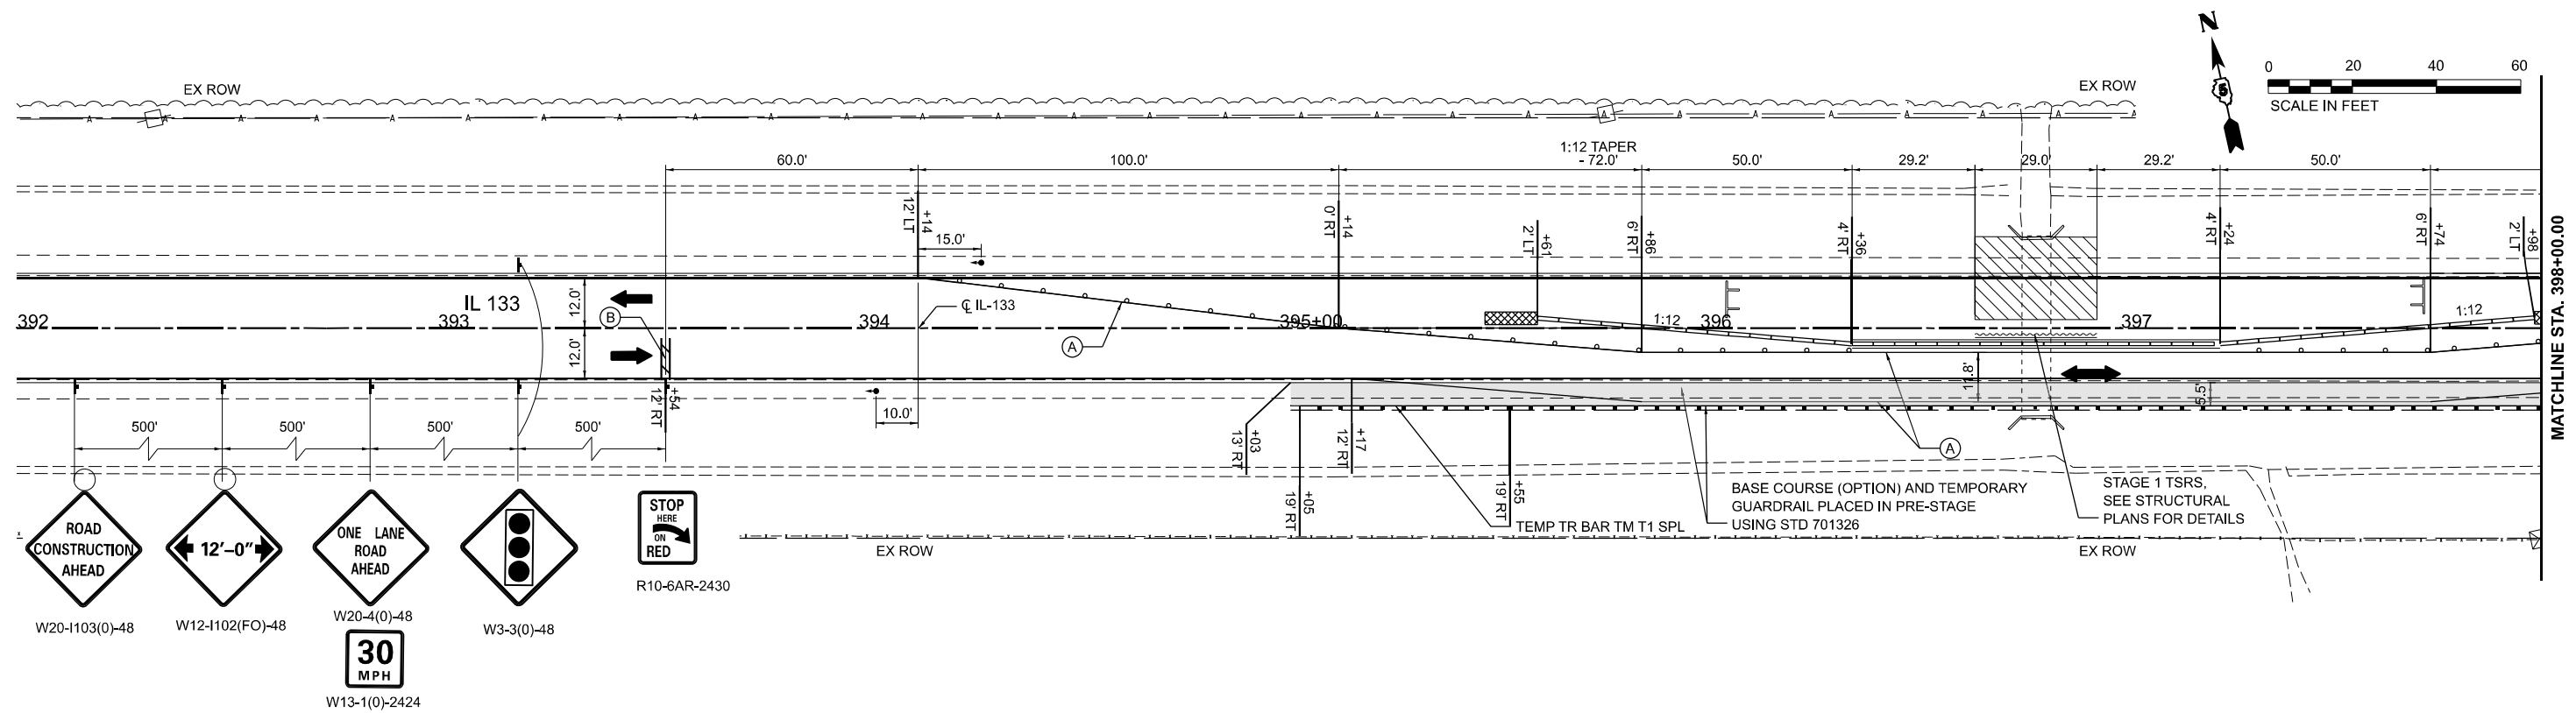 EX ROW
EX ROW
N
5
0 20 40 60
SCALE IN FEET
60.0'
100.0'
1:12 TAPER
- 72.0'
50.0'
29.2'
29.0'
29.2'
50.0'
+14
12' LT
15.0'
+14
0' RT
+61
2' LT
+86
6' RT
+36
4' RT
+24
4' RT
+74
6' RT
+98
2' LT
MATCHLINE STA. 398+00.00
392
393
IL 133
B
12.0'
12.0'
394
℄ IL-133
A
395+00
1:12
396
397
1:12
11.8'
5.5'
+54
12' RT
10.0'
+03
13' RT
+17
12' RT
+05
19' RT
+55
19' RT
A
500'
500'
500'
500'
TEMP TR BAR TM T1 SPL
BASE COURSE (OPTION) AND TEMPORARY
GUARDRAIL PLACED IN PRE-STAGE
USING STD 701326
STAGE 1 TSRS,
SEE STRUCTURAL
PLANS FOR DETAILS
EX ROW
EX ROW
ROAD
CONSTRUCTION
AHEAD
W20-I103(0)-48
12'-0"
W12-I102(FO)-48
ONE LANE
ROAD
AHEAD
W20-4(0)-48
30
MPH
W13-1(0)-2424
W3-3(0)-48
STOP
HERE
ON
RED
R10-6AR-2430